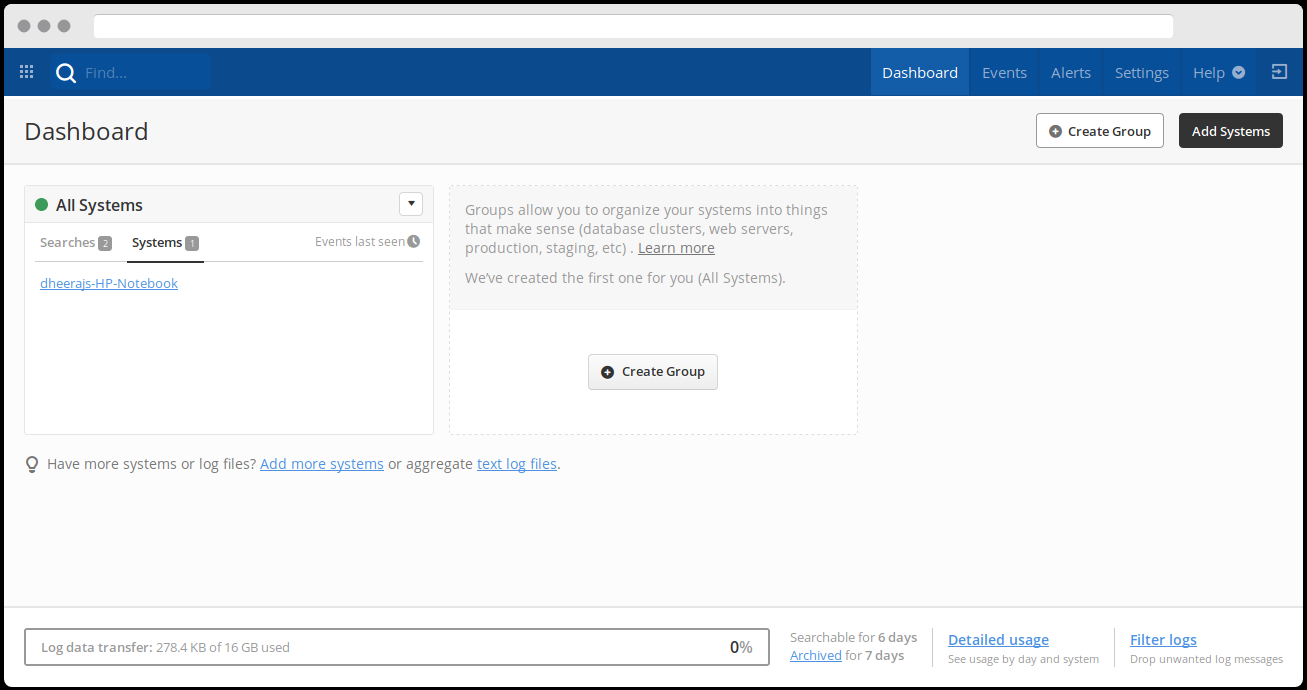 Find...
Dashboard
Events
Alerts
Settings
Help
Dashboard
Create Group
Add Systems
All Systems
Searches 2
Systems 1
Events last seen
dheerajs-HP-Notebook
Groups allow you to organize your systems into things
that make sense (database clusters, web servers,
production, staging, etc) . Learn more
We've created the first one for you (All Systems).
Create Group
Have more systems or log files? Add more systems or aggregate text log files.
Log data transfer: 278.4 KB of 16 GB used
0%
Searchable for 6 days
Archived for 7 days
Detailed usage
See usage by day and system
Filter logs
Drop unwanted log messages